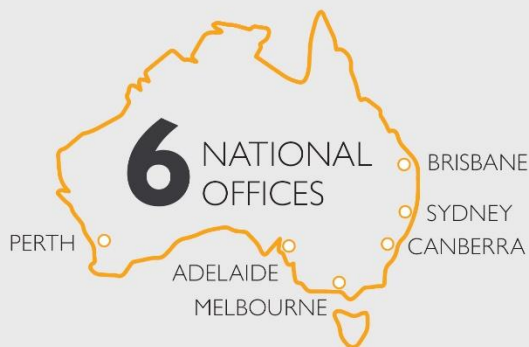 6 NATIONAL
OFFICES
BRISBANE
SYDNEY
PERTH
CANBERRA
ADELAIDE
MELBOURNE